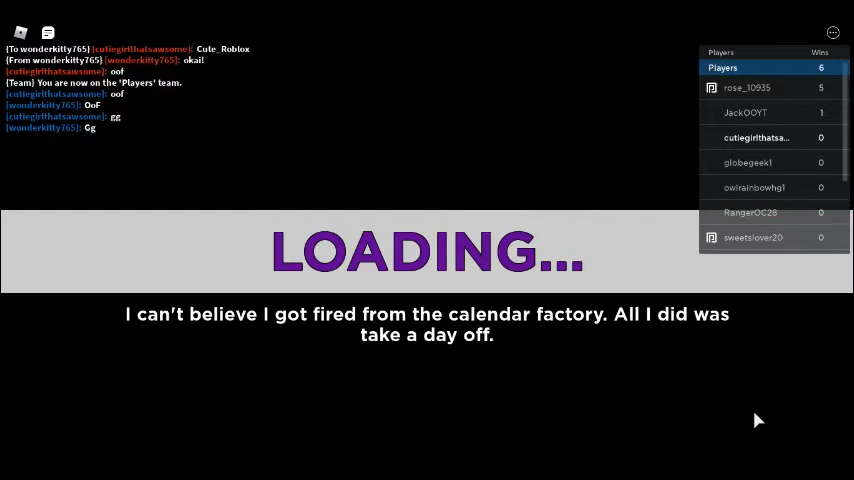 {To wonderkitty765} [cutiegirlthatsawsome]: Cute_Roblox
{From wonderkitty765} [wonderkitty765]: okai!
[cutiegirlthatsawsome]: oof
{Team} You are now on the 'Players' team.
[cutiegirlthatsawsome]: oof
[wonderkitty765]: OoF
[cutiegirlthatsawsome]: gg
[wonderkitty765]: Gg
Players Wins
Players 6
rose_10935 5
JackOOYT 1
cutiegirlthatsa... 0
globegeek1 0
owlrainbowhg1 0
RangerOC28 0
sweetslover20 0
LOADING...
I can't believe I got fired from the calendar factory. All I did was
take a day off.